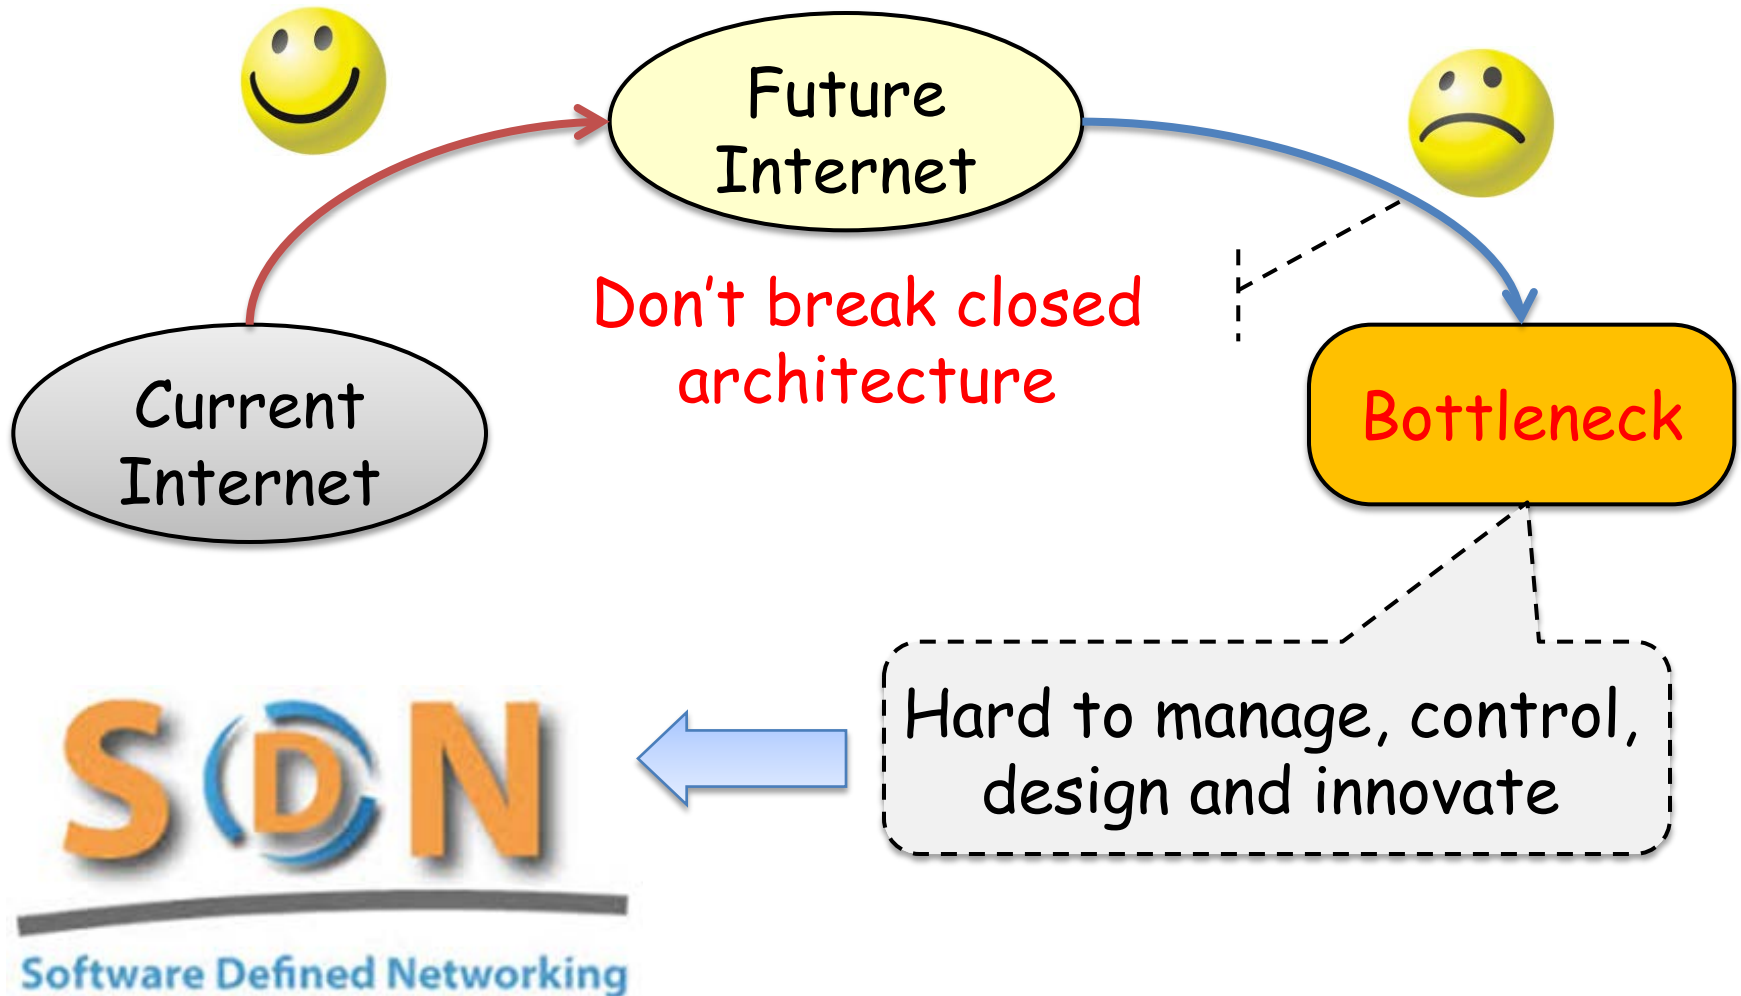 Future
Internet
Don't break closed
architecture
Current
Internet
Bottleneck
Hard to manage, control,
design and innovate
SDN
Software Defined Networking